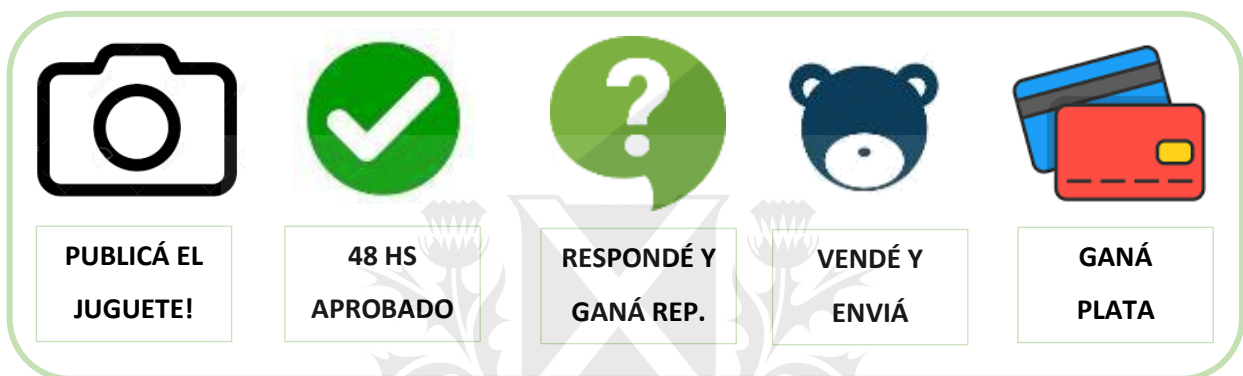 PUBLICÁ EL
JUGUETE!
48 HS
APROBADO
RESPONDÉ Y
GANÁ REP.
VENDÉ Y
ENVIÁ
GANÁ
PLATA